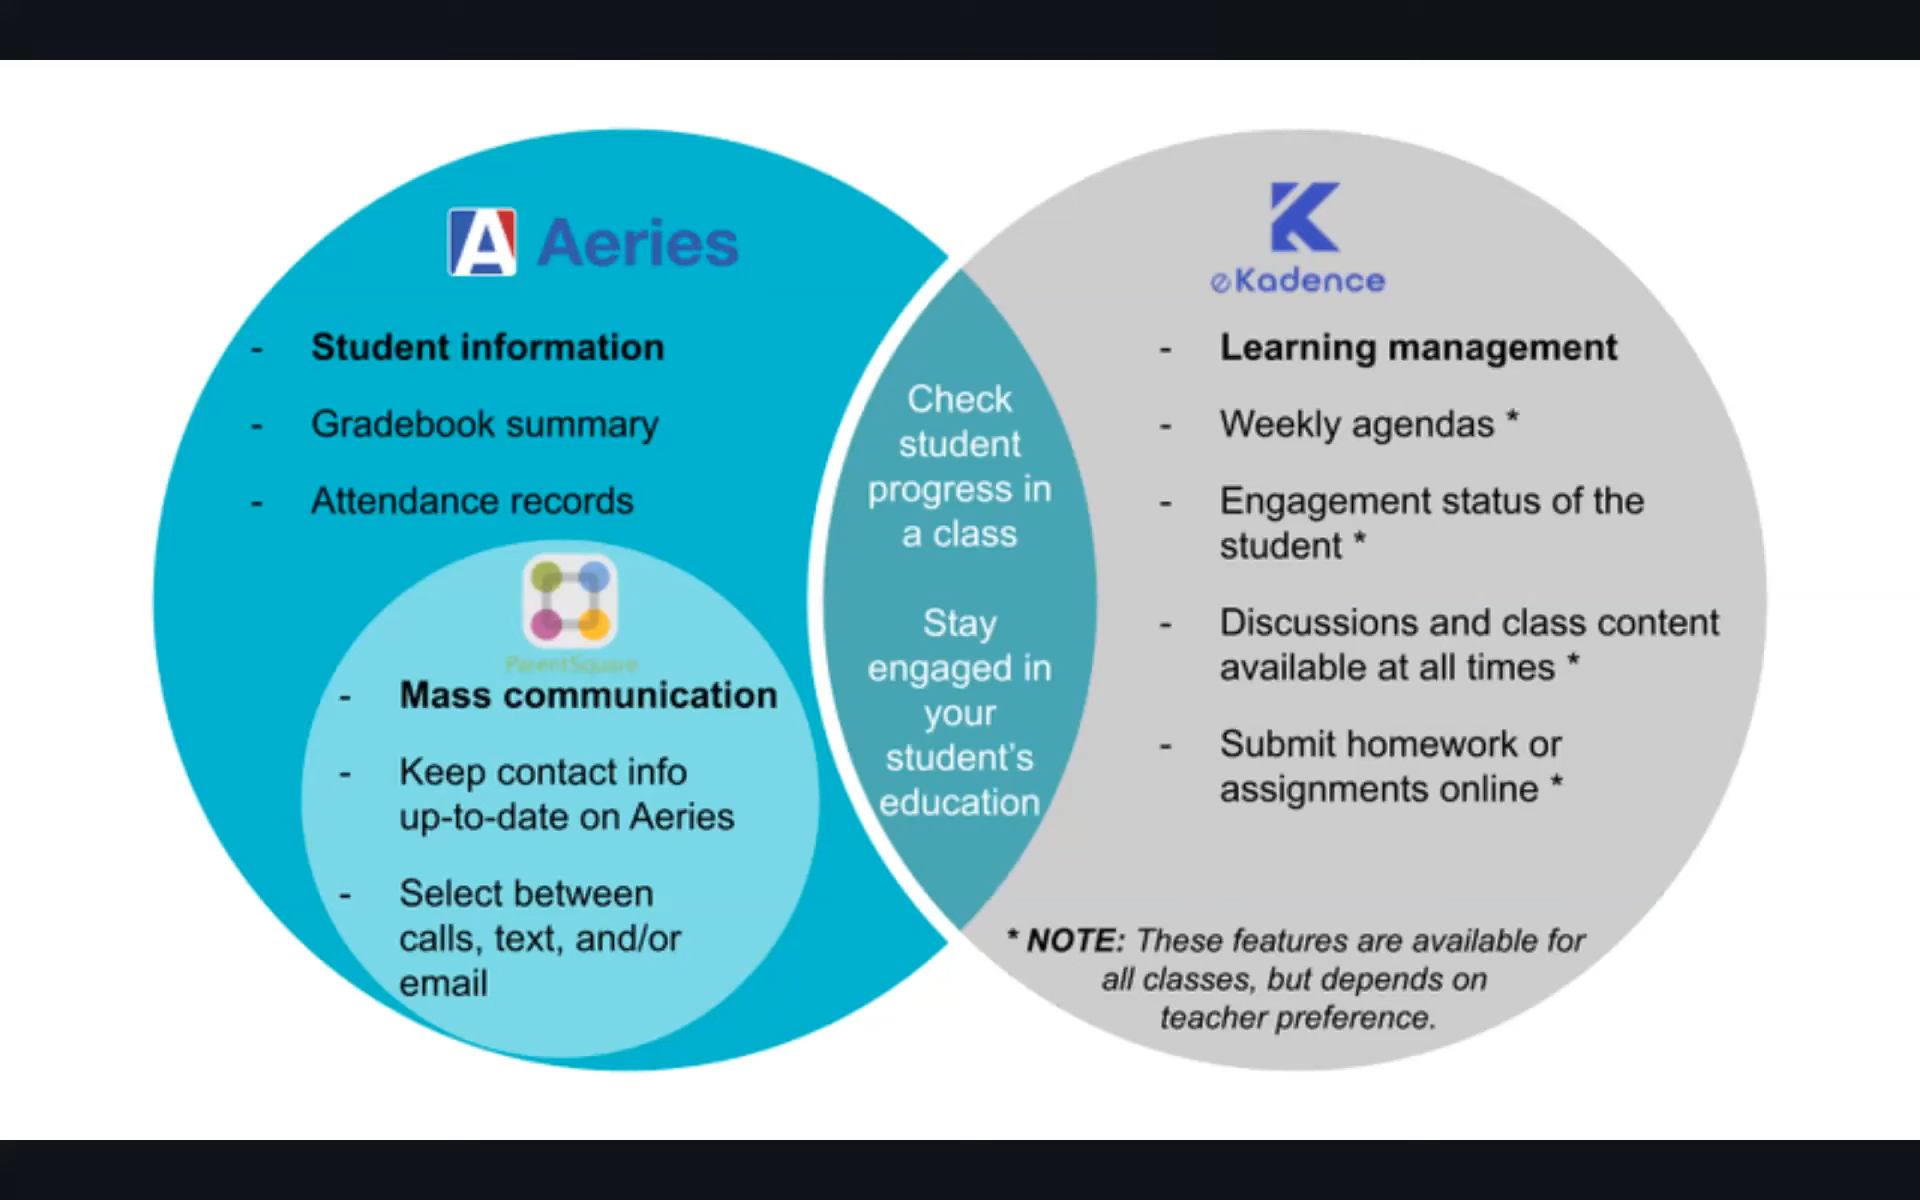 A Aeries
- Student information
- Gradebook summary
- Attendance records
ParentSquare
- Mass communication
- Keep contact info
up-to-date on Aeries
- Select between
calls, text, and/or
email
Check
student
progress in
a class
Stay
engaged in
your
student's
education
K
eKadence
- Learning management
- Weekly agendas *
- Engagement status of the
student *
- Discussions and class content
available at all times *
- Submit homework or
assignments online *
* NOTE: These features are available for
all classes, but depends on
teacher preference.